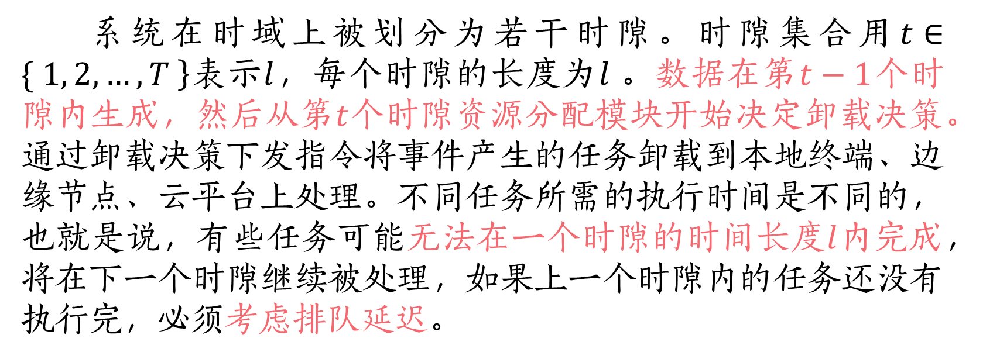 系统在时域上被划分为若干时隙。时隙集合用t ∈
{ 1, 2, … , T }表示l，每个时隙的长度为l 。数据在第t − 1个时
隙内生成，然后从第t个时隙资源分配模块开始决定卸载决策。
通过卸载决策下发指令将事件产生的任务卸载到本地终端、边
缘节点、云平台上处理。不同任务所需的执行时间是不同的，
也就是说，有些任务可能无法在一个时隙的时间长度l内完成，
将在下一个时隙继续被处理，如果上一个时隙内的任务还没有
执行完，必须考虑排队延迟。